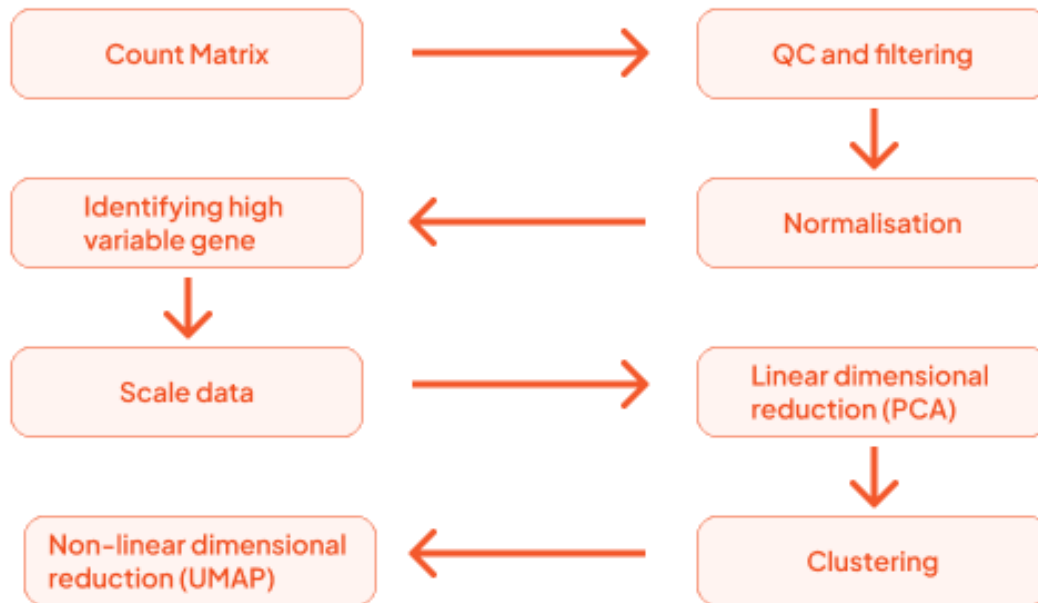 Count Matrix
QC and filtering
Identifying high
variable gene
Normalisation
Scale data
Linear dimensional
reduction (PCA)
Non-linear dimensional
reduction (UMAP)
Clustering